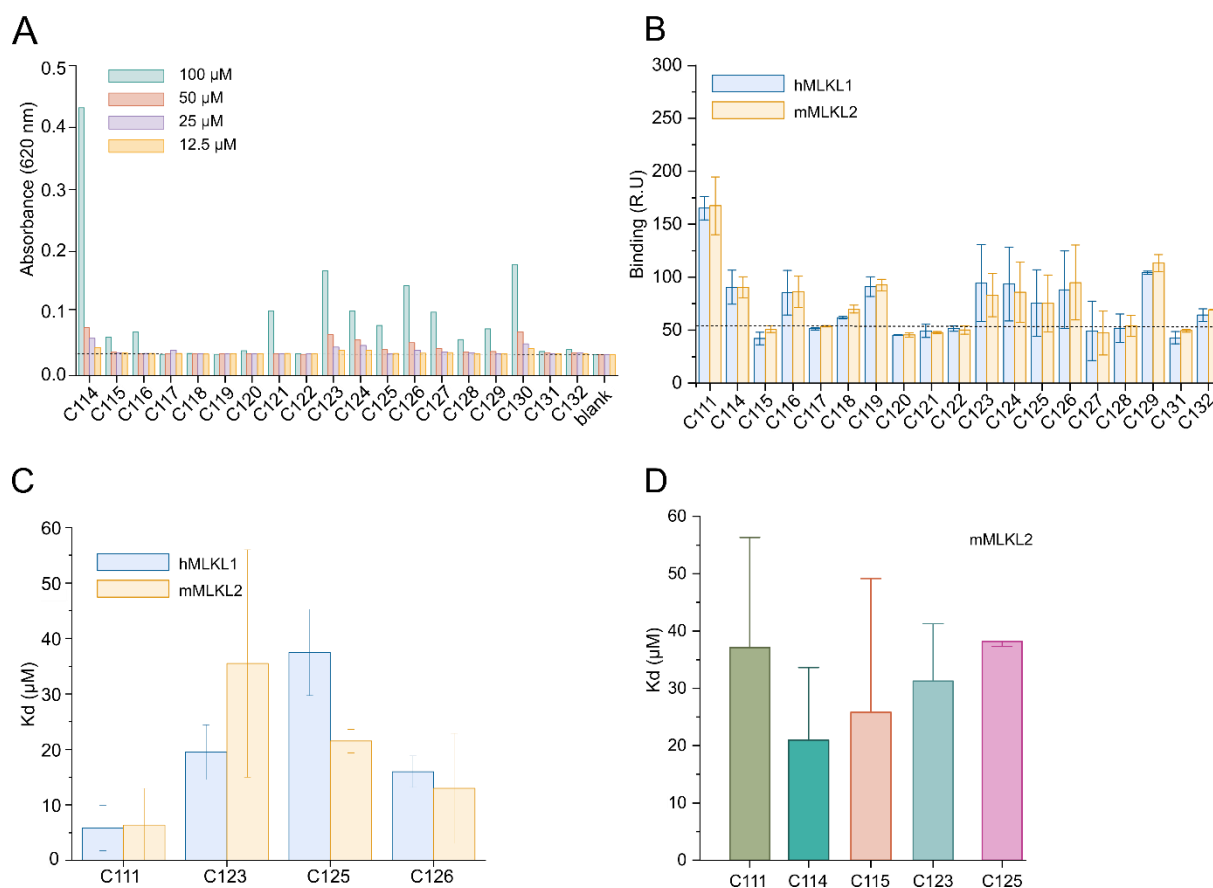 A
Absorbance (620 nm)
0.5
0.4
0.3
0.2
0.1
0.0
100 µM
50 µM
25 µM
12.5 µM
C114
C115
C116
C117
C118
C119
C120
C121
C122
C123
C124
C125
C126
C127
C128
C129
C130
C131
C132
blank
B
Binding (R.U)
300
250
200
150
100
50
0
hMLKL1
mMLKL2
C111
C114
C115
C116
C117
C118
C119
C120
C121
C122
C123
C124
C125
C126
C127
C128
C129
C131
C132
C
Kd (µM)
60
50
40
30
20
10
0
hMLKL1
mMLKL2
C111
C123
C125
C126
D
Kd (µM)
60
50
40
30
20
10
0
mMLKL2
C111
C114
C115
C123
C125